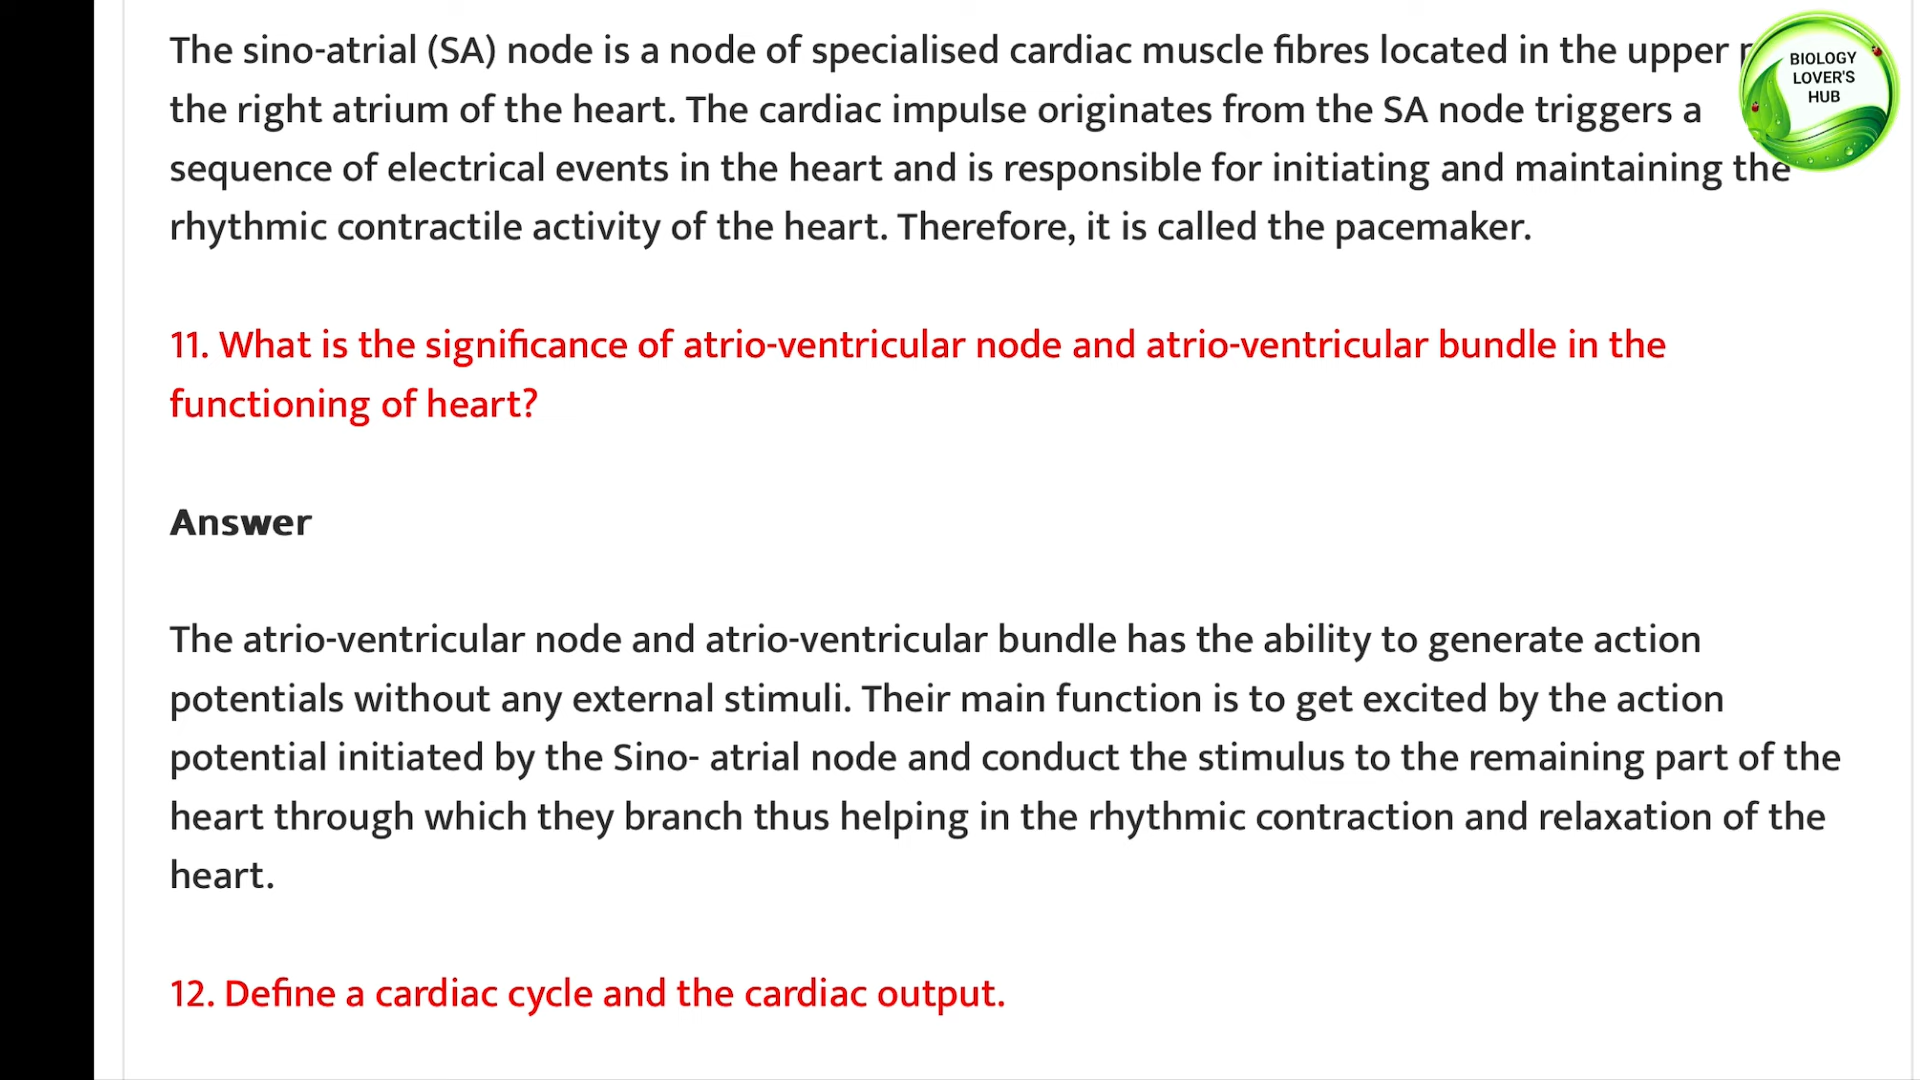 The sino-atrial (SA) node is a node of specialised cardiac muscle fibres located in the upper
the right atrium of the heart. The cardiac impulse originates from the SA node triggers a
sequence of electrical events in the heart and is responsible for initiating and maintaining the
rhythmic contractile activity of the heart. Therefore, it is called the pacemaker.
BIOLOGY
LOVER'S
HUB
11. What is the significance of atrio-ventricular node and atrio-ventricular bundle in the
functioning of heart?
Answer
The atrio-ventricular node and atrio-ventricular bundle has the ability to generate action
potentials without any external stimuli. Their main function is to get excited by the action
potential initiated by the Sino- atrial node and conduct the stimulus to the remaining part of the
heart through which they branch thus helping in the rhythmic contraction and relaxation of the
heart.
12. Define a cardiac cycle and the cardiac output.